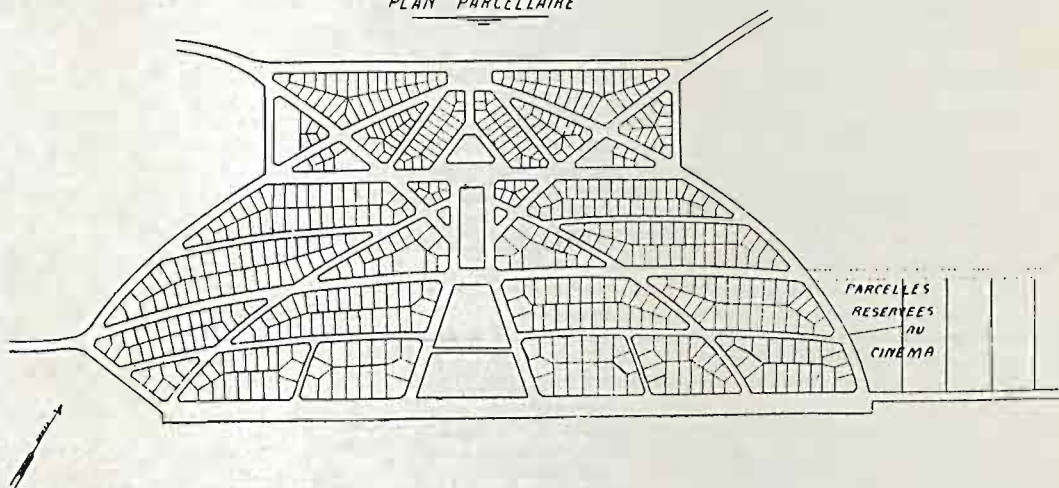 PLAN PARCELLAIRE
PARCELLES
RESERVEES
AU
CINEMA